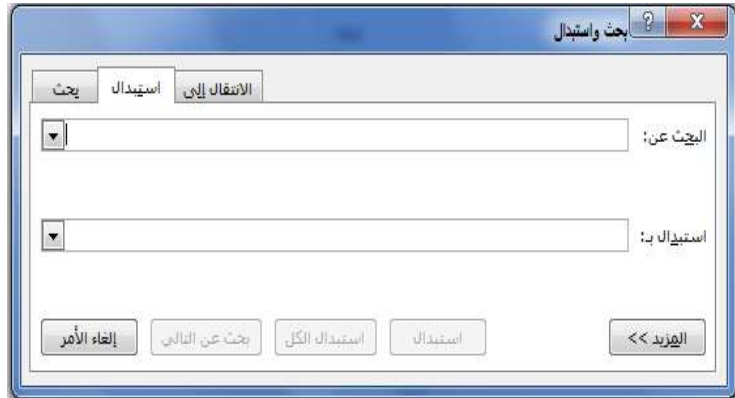 بحث واستبدال
بحث استبدال الانتقال إلى
البحث عن:
استبدال بـ:
المزيد >> استبدال استبدال الكل بحث عن التالي إلغاء الأمر